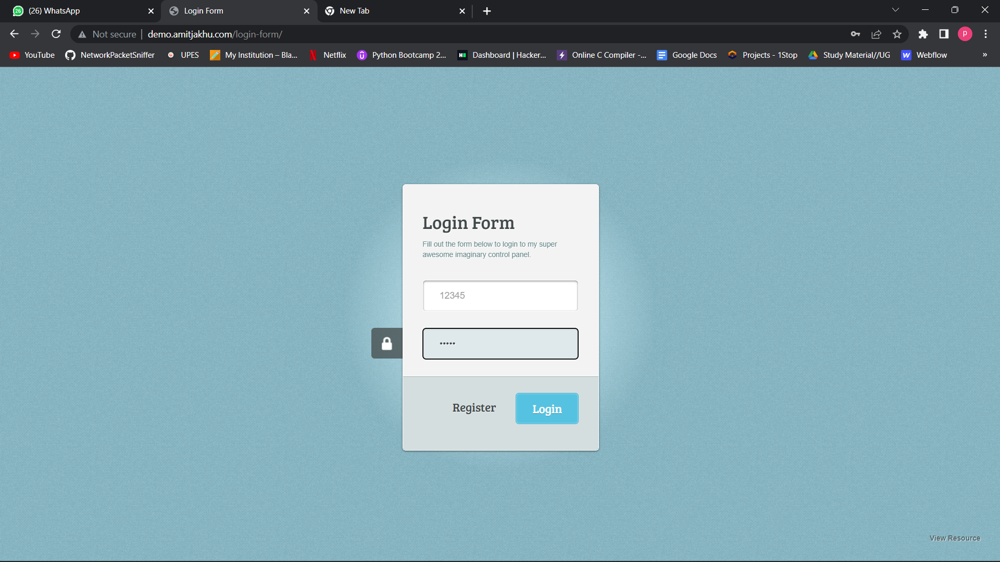 26 (26) WhatsApp
Login Form
New Tab
Not secure
demo.amitjakhu.com/login-form/
P
YouTube
NetworkPacketSniffer
UPES
My Institution – Bla...
Netflix
Python Bootcamp 2...
Dashboard | Hacker...
Online C Compiler -...
Google Docs
Projects - 1Stop
Study Material//UG
Webflow
»
Login Form
Fill out the form below to login to my super
awesome imaginary control panel.
12345
•••••
Register
Login
View Resource